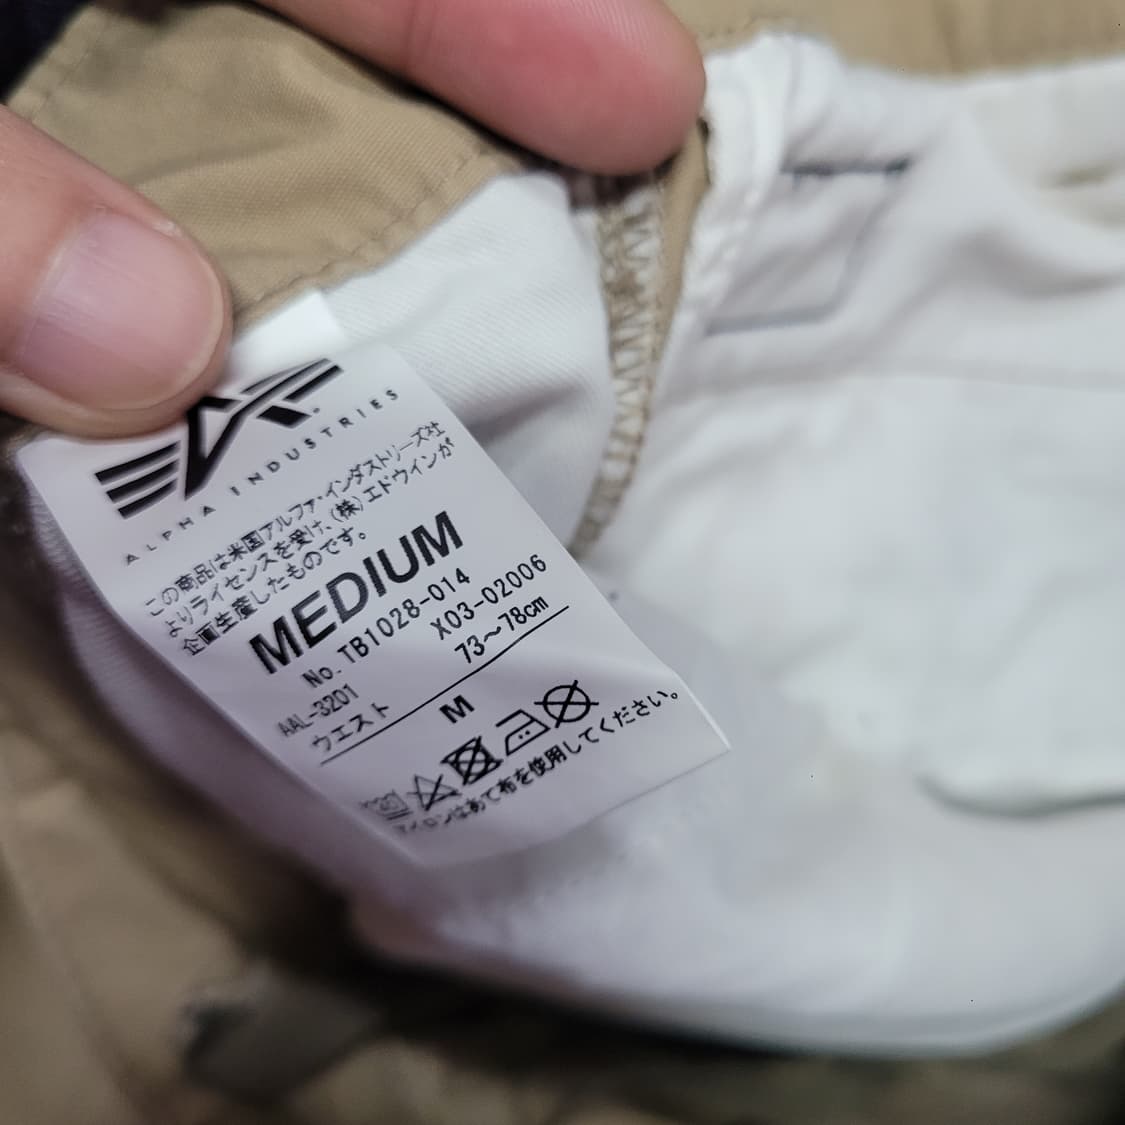 ALPHA INDUSTRIES
この商品は米国アルファ・インダストリーズ社
よりライセンスを受け、(株)エドウィンが
企画生産したものです。
MEDIUM
No. TB1028-014
X03-02006
AAL-3201
ウエスト 73〜78cm
M
アイロンはあて布を使用してください。